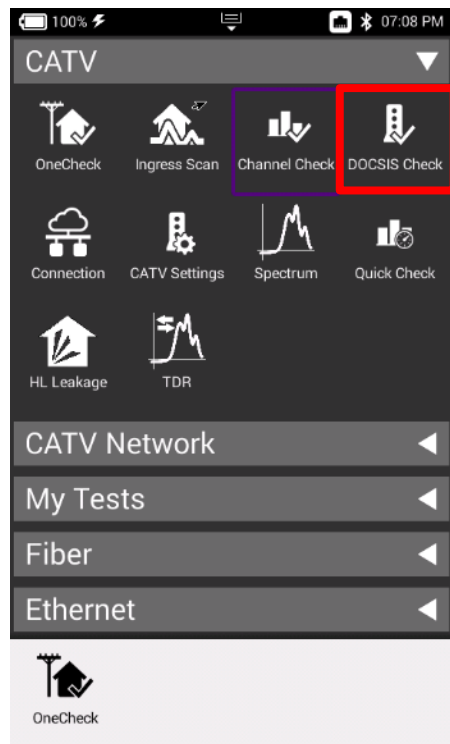 100% 07:08 PM
CATV
OneCheck Ingress Scan Channel Check DOCSIS Check
Connection CATV Settings Spectrum Quick Check
HL Leakage TDR
CATV Network
My Tests
Fiber
Ethernet
OneCheck